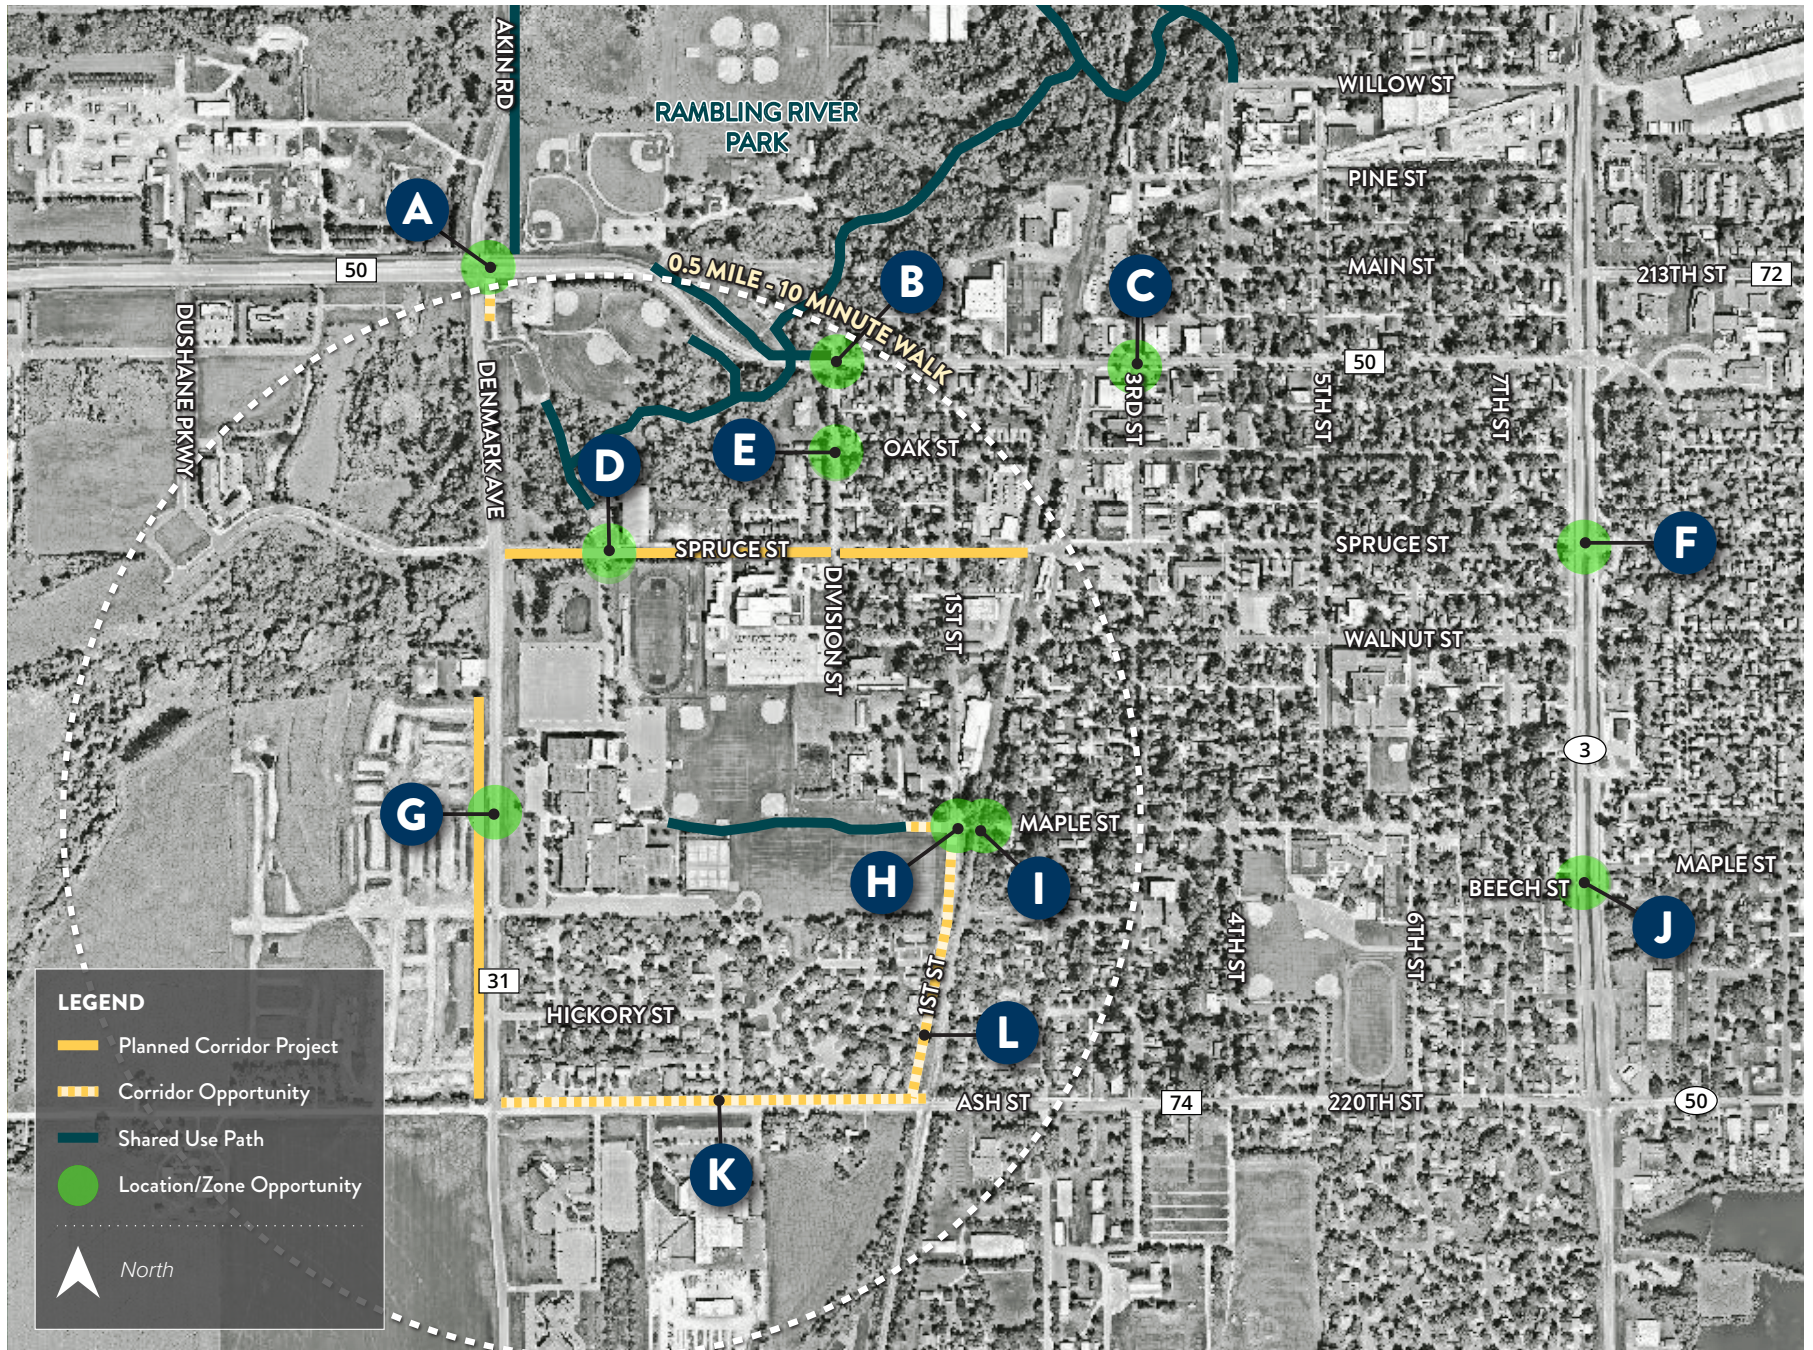 AKIN RD
WILLOW ST
RAMBLING RIVER
PARK
PINE ST
A
50
0.5 MILE - 10 MINUTE WALK
B
C
MAIN ST
213TH ST
72
DUSHANE PKWY
DENMARK AVE
50
3RD ST
5TH ST
7TH ST
D
E
OAK ST
SPRUCE ST
SPRUCE ST
F
DIVISION ST
1ST ST
WALNUT ST
3
G
MAPLE ST
H
I
BEECH ST
MAPLE ST
J
4TH ST
6TH ST
31
1ST ST
HICKORY ST
L
ASH ST
74
220TH ST
50
K
LEGEND
Planned Corridor Project
Corridor Opportunity
Shared Use Path
Location/Zone Opportunity
North